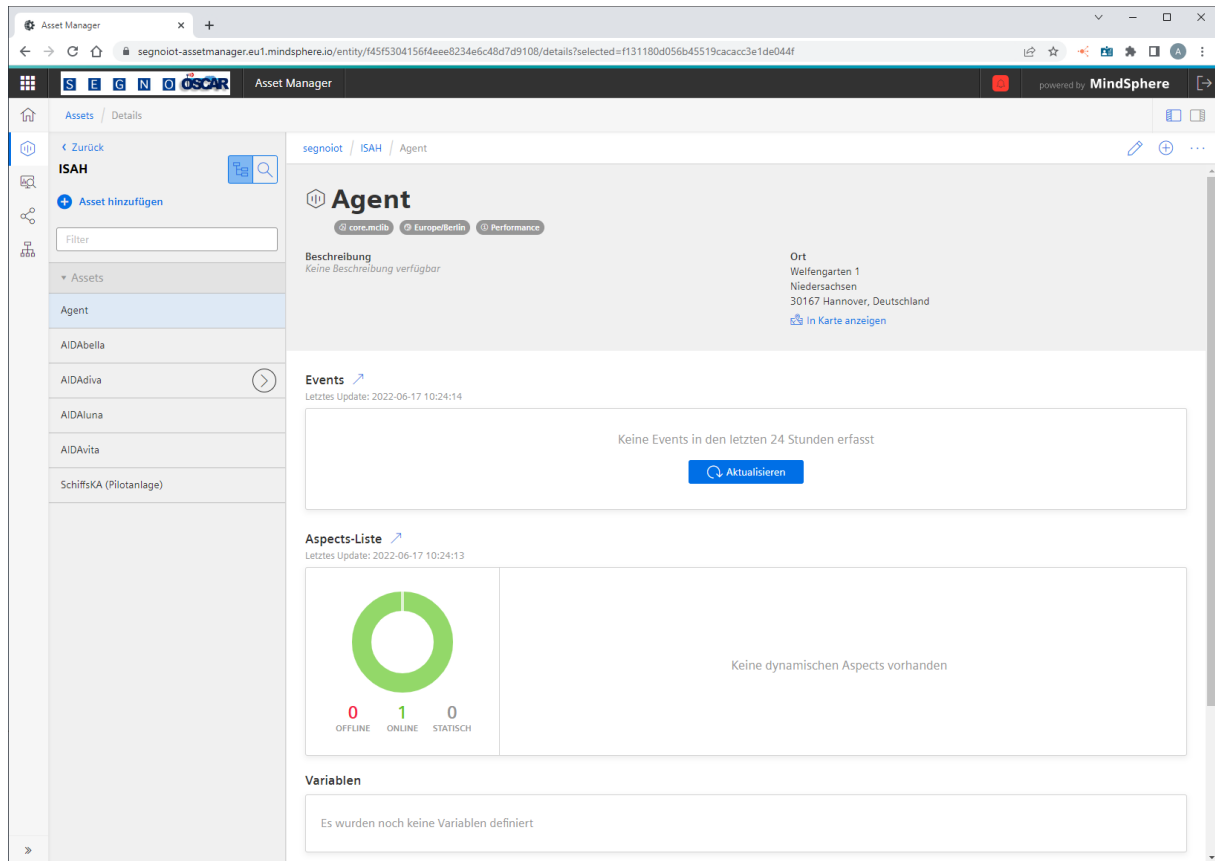 Asset Manager
segnoiot-assetmanager.eu1.mindsphere.io/entity/f45f5304156f4eee8234e6c48d7d9108/details?selected=f131180d056b45519cacacc3e1de044f
A
SEGNO OSCAR
Asset Manager
powered by MindSphere
Assets / Details
Zurück
ISAH
Asset hinzufügen
Filter
Assets
Agent
AIDAbella
AIDAdiva
AIDAluna
AIDAvita
SchiffsKA (Pilotanlage)
segnoiot / ISAH / Agent
Agent
core.mclib Europe/Berlin Performance
Beschreibung
Keine Beschreibung verfügbar
Ort
Welfengarten 1
Niedersachsen
30167 Hannover, Deutschland
In Karte anzeigen
Events
Letztes Update: 2022-06-17 10:24:14
Keine Events in den letzten 24 Stunden erfasst
Aktualisieren
Aspects-Liste
Letztes Update: 2022-06-17 10:24:13
0 1 0
OFFLINE ONLINE STATISCH
Keine dynamischen Aspects vorhanden
Variablen
Es wurden noch keine Variablen definiert